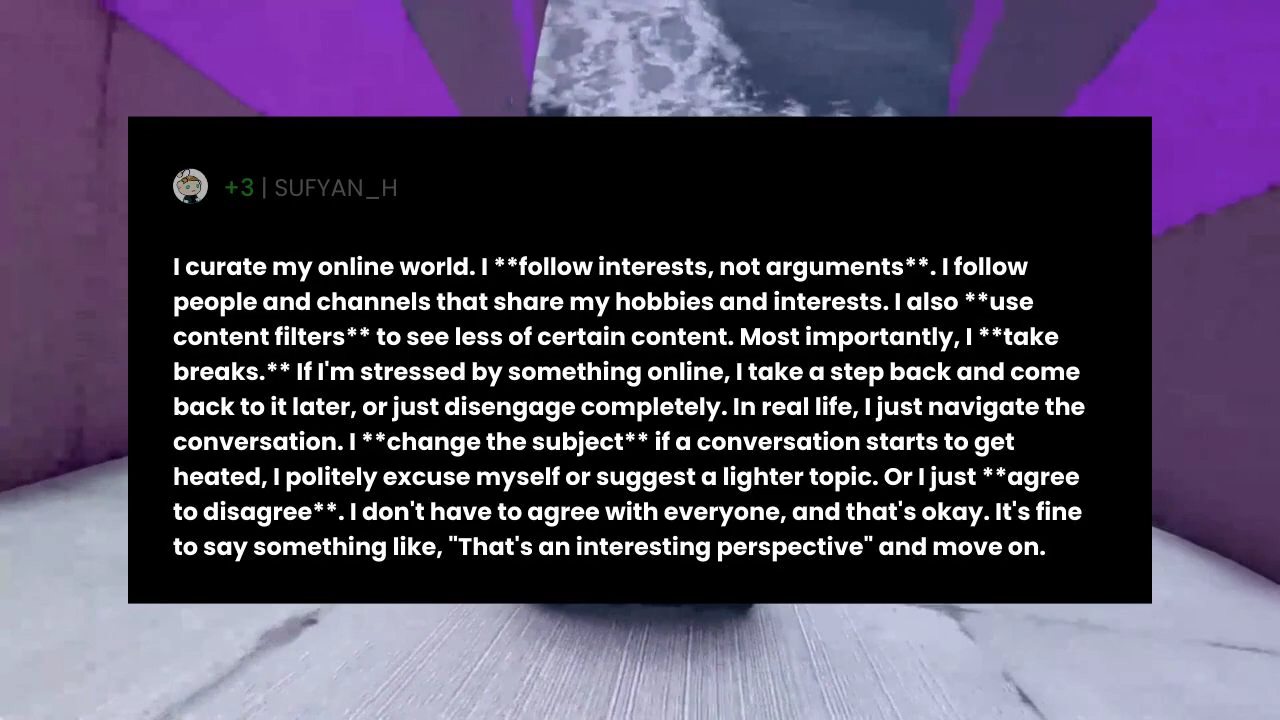 +3 | SUFYAN_H
I curate my online world. I **follow interests, not arguments**. I follow
people and channels that share my hobbies and interests. I also **use
content filters** to see less of certain content. Most importantly, I **take
breaks.** If I'm stressed by something online, I take a step back and come
back to it later, or just disengage completely. In real life, I just navigate the
conversation. I **change the subject** if a conversation starts to get
heated, I politely excuse myself or suggest a lighter topic. Or I just **agree
to disagree**. I don't have to agree with everyone, and that's okay. It's fine
to say something like, "That's an interesting perspective" and move on.